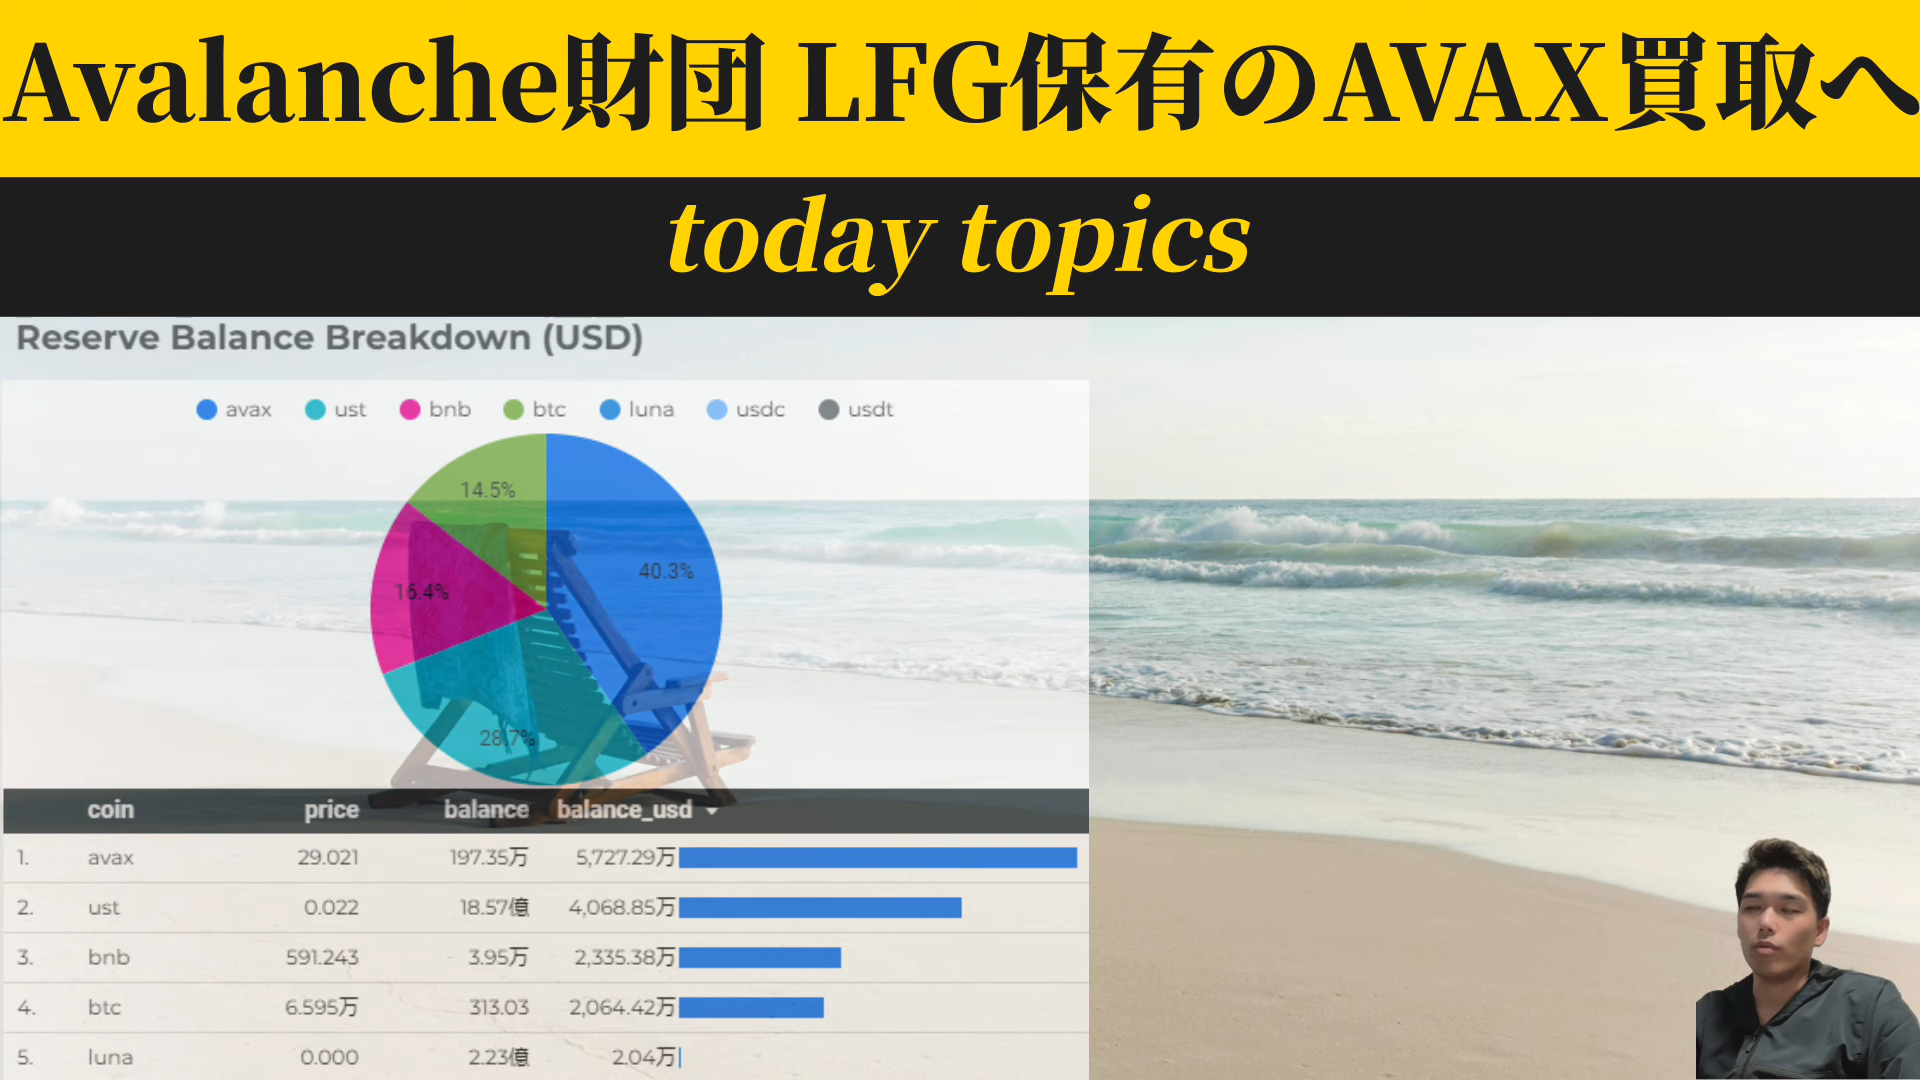 Avalanche財団 LFG保有のAVAX買取へ
today topics
Reserve Balance Breakdown (USD)
avax ust bnb btc luna usdc usdt
14.5%
40.3%
16.4%
28.7%
coin price balance balance_usd
1. avax 29.021 197.35万 5,727.29万
2. ust 0.022 18.57億 4,068.85万
3. bnb 591.243 3.95万 2,335.38万
4. btc 6.595万 313.03 2,064.42万
5. luna 0.000 2.23億 2.04万